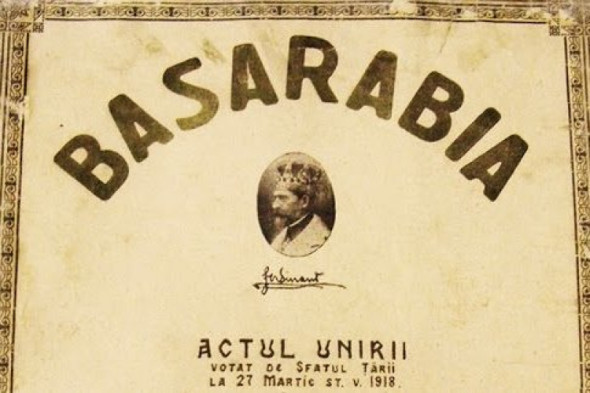 BASARABIA
Ferdinand
ACTUL UNIRII
VOTAT DE SFATUL ȚĂRII
LA 27 MARTIE ST. V. 1918.